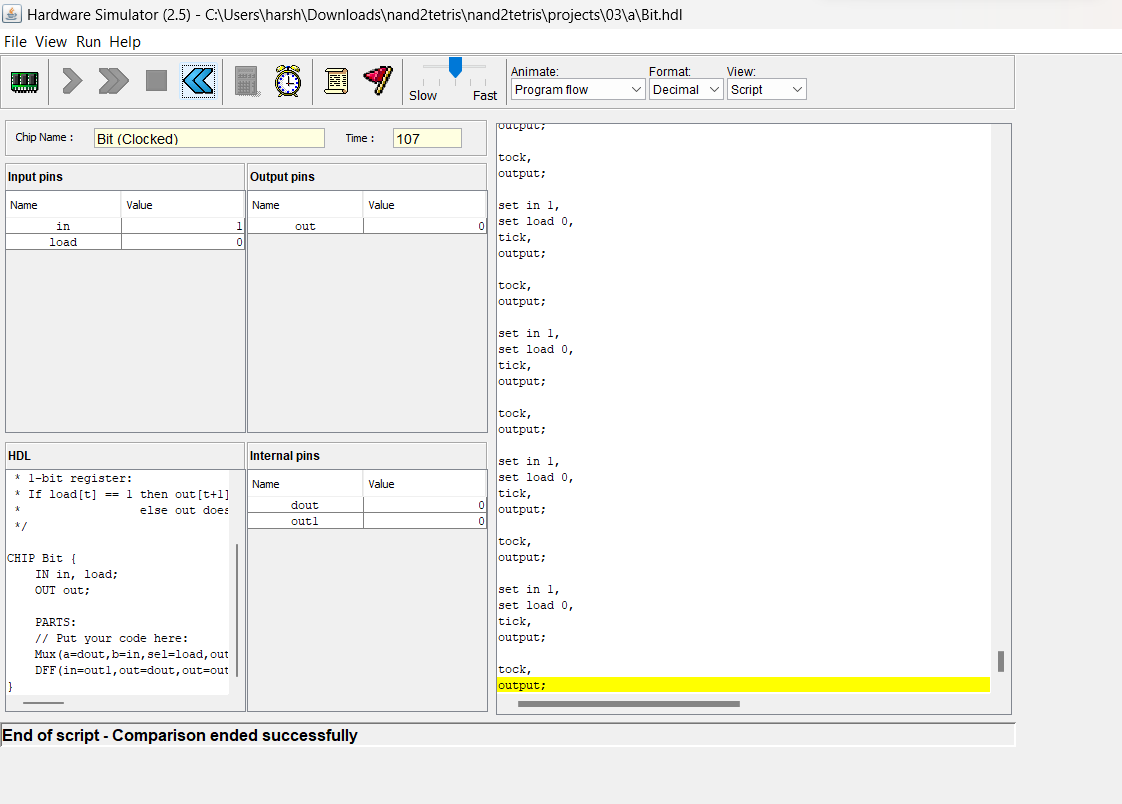 Hardware Simulator (2.5) - C:\Users\harsh\Downloads\nand2tetris\nand2tetris\projects\03\a\Bit.hdl
File View Run Help
Slow Fast
Animate: Format: View:
Program flow Decimal Script
Chip Name : Bit (Clocked) Time : 107
Input pins
Name Value
in 1
load 0
Output pins
Name Value
out 0
HDL
* 1-bit register:
* If load[t] == 1 then out[t+1]
* else out does
*/
CHIP Bit {
IN in, load;
OUT out;
PARTS:
// Put your code here:
Mux(a=dout,b=in,sel=load,out
DFF(in=out1,out=dout,out=out
}
Internal pins
Name Value
dout 0
out1 0
output;
tock,
output;
set in 1,
set load 0,
tick,
output;
tock,
output;
set in 1,
set load 0,
tick,
output;
tock,
output;
set in 1,
set load 0,
tick,
output;
tock,
output;
set in 1,
set load 0,
tick,
output;
tock,
output;
End of script - Comparison ended successfully